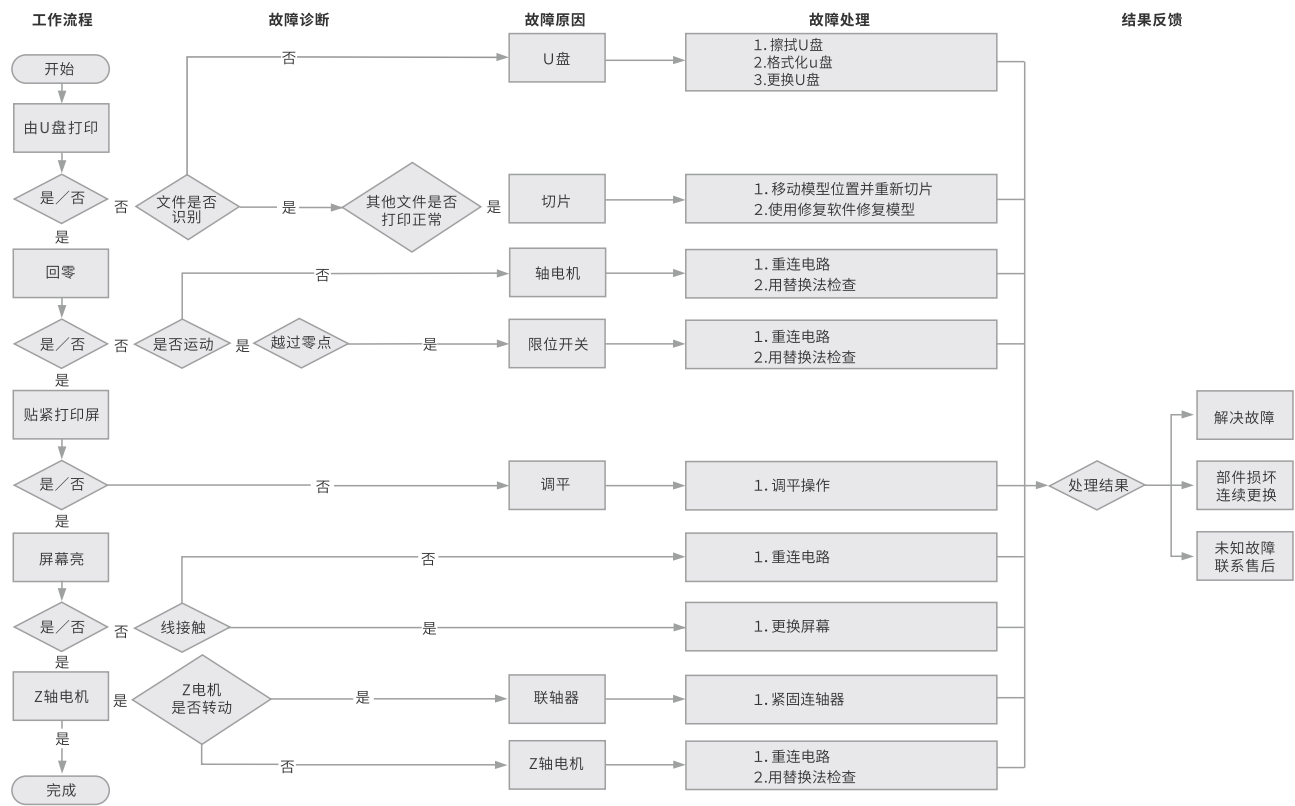 工作流程
故障诊断
故障原因
故障处理
结果反馈
开始
由U盘打印
是／否
否
是
文件是否
识别
否
是
其他文件是否
打印正常
是
U盘
1. 擦拭U盘
2.格式化u盘
3.更换U盘
切片
1. 移动模型位置并重新切片
2.使用修复软件修复模型
回零
是／否
否
是
是否运动
否
是
越过零点
是
轴电机
1. 重连电路
2.用替换法检查
限位开关
1. 重连电路
2.用替换法检查
贴紧打印屏
是／否
是
否
调平
1. 调平操作
屏幕亮
是／否
否
是
线接触
否
1. 重连电路
是
1. 更换屏幕
Z轴电机
是
是
Z电机
是否转动
是
联轴器
1. 紧固连轴器
否
Z轴电机
1. 重连电路
2.用替换法检查
完成
处理结果
解决故障
部件损坏
连续更换
未知故障
联系售后